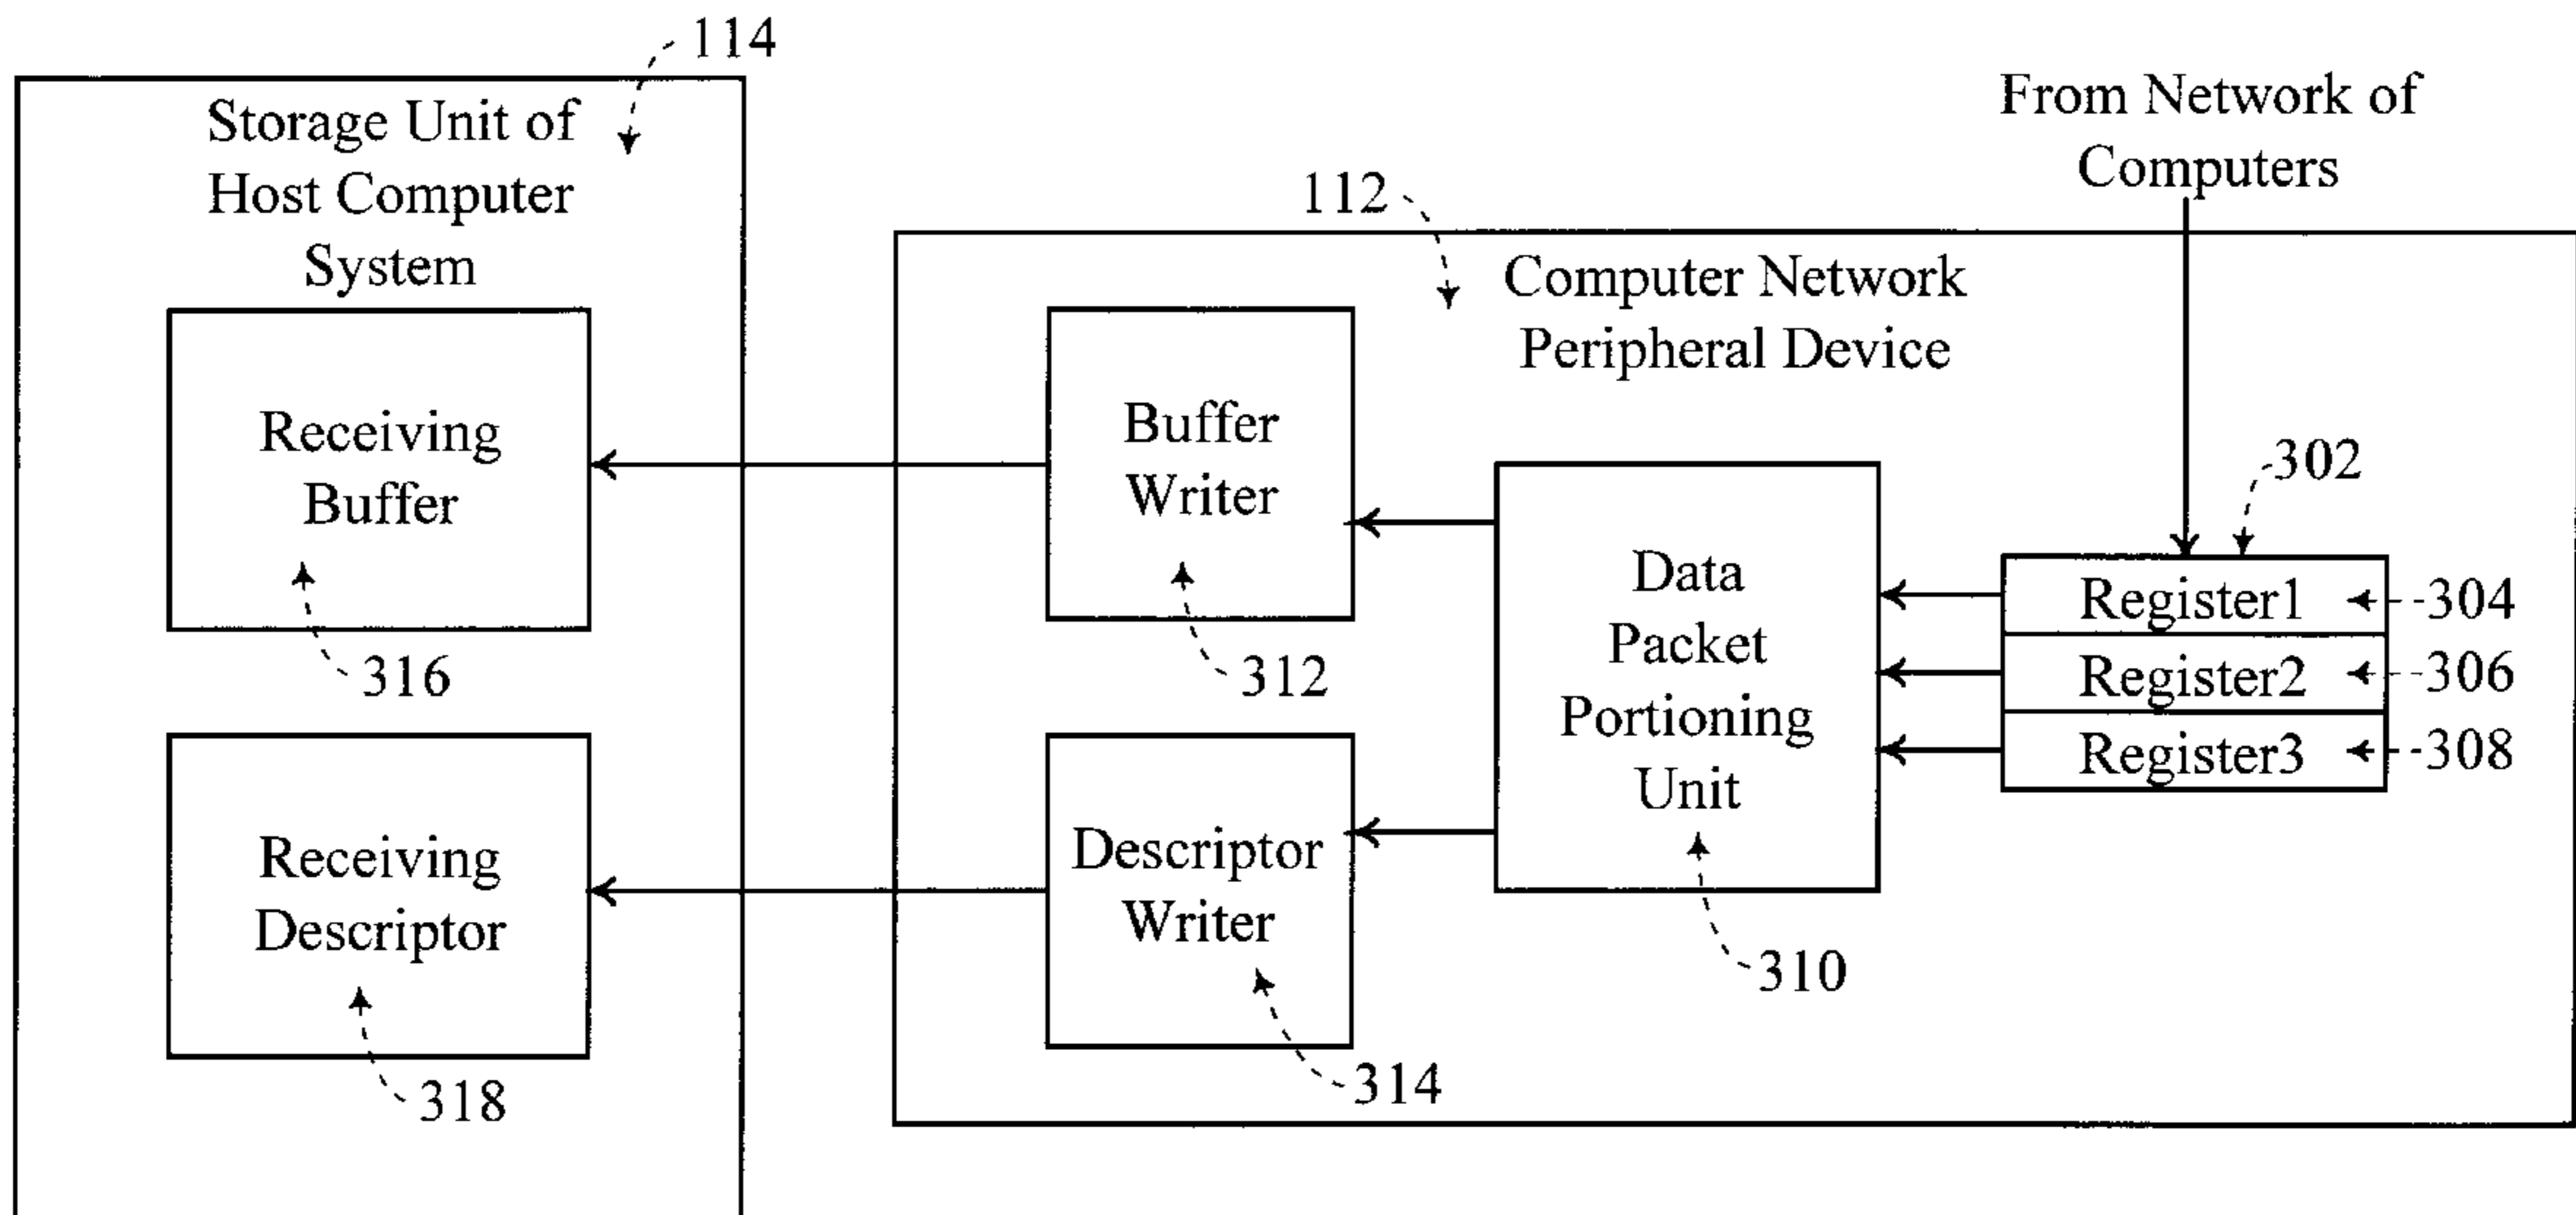 114
Storage Unit of
Host Computer
System
From Network of
Computers
112
Computer Network
Peripheral Device
Receiving
Buffer
316
Buffer
Writer
312
Data
Packet
Portioning
Unit
310
302
Register1
304
Register2
306
Register3
308
Receiving
Descriptor
318
Descriptor
Writer
314